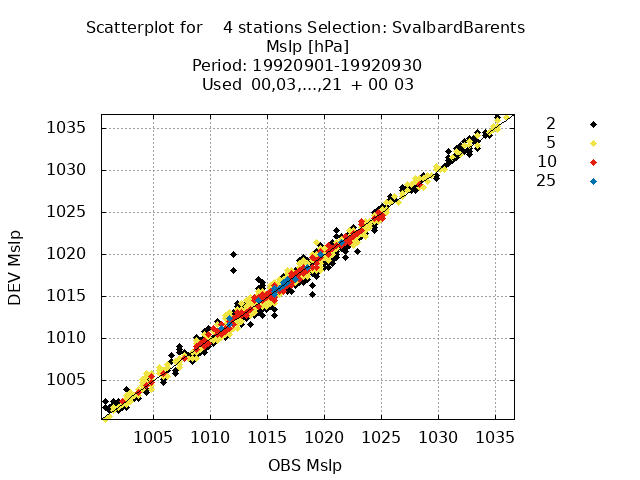 Scatterplot for 4 stations Selection: SvalbardBarents
Mslp [hPa]
Period: 19920901-19920930
Used 00,03,...,21 + 00 03
2
5
10
25
1035
1030
1025
1020
1015
1010
1005
DEV Mslp
1005 1010 1015 1020 1025 1030 1035
OBS Mslp